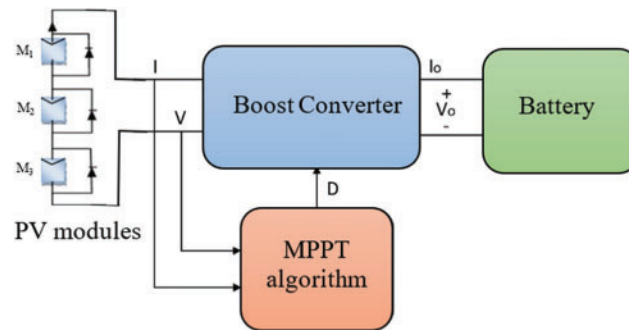 M₁
M₂
M₃
PV modules
I
V
Boost Converter
D
MPPT
algorithm
Iₒ
+
Vₒ
-
Battery